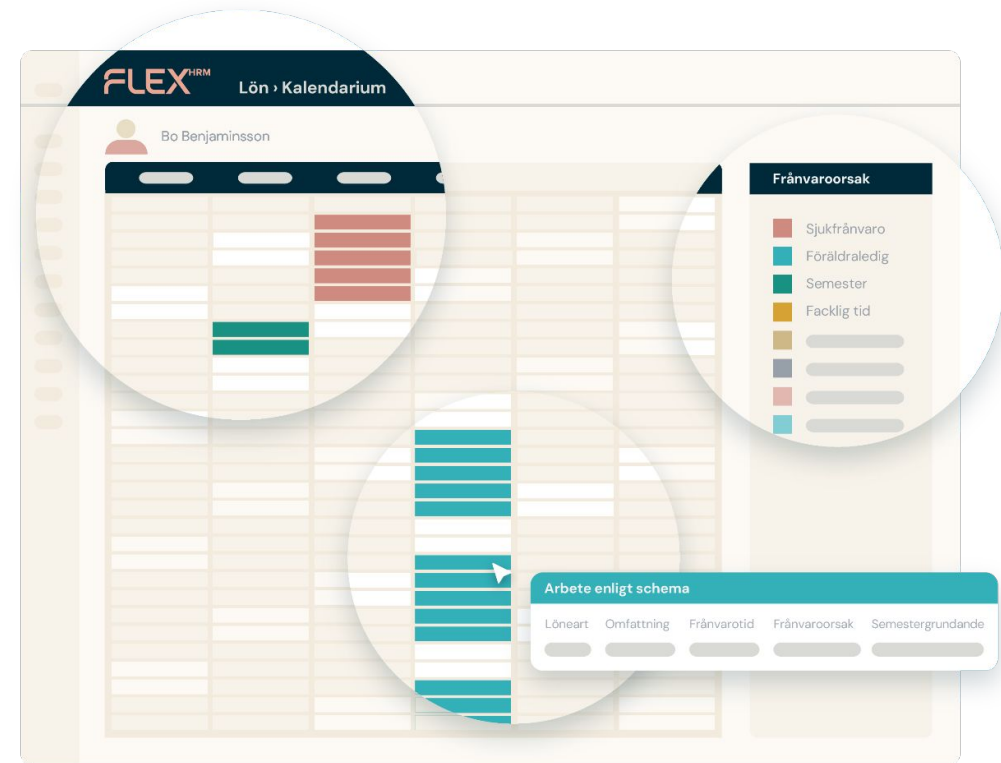 FLEX HRM
Lön › Kalendarium
Bo Benjaminsson
Frånvaroorsak
Sjukfrånvaro
Föräldraledig
Semester
Facklig tid
Arbete enligt schema
Löneart Omfattning Frånvarotid Frånvaroorsak Semestergrundande